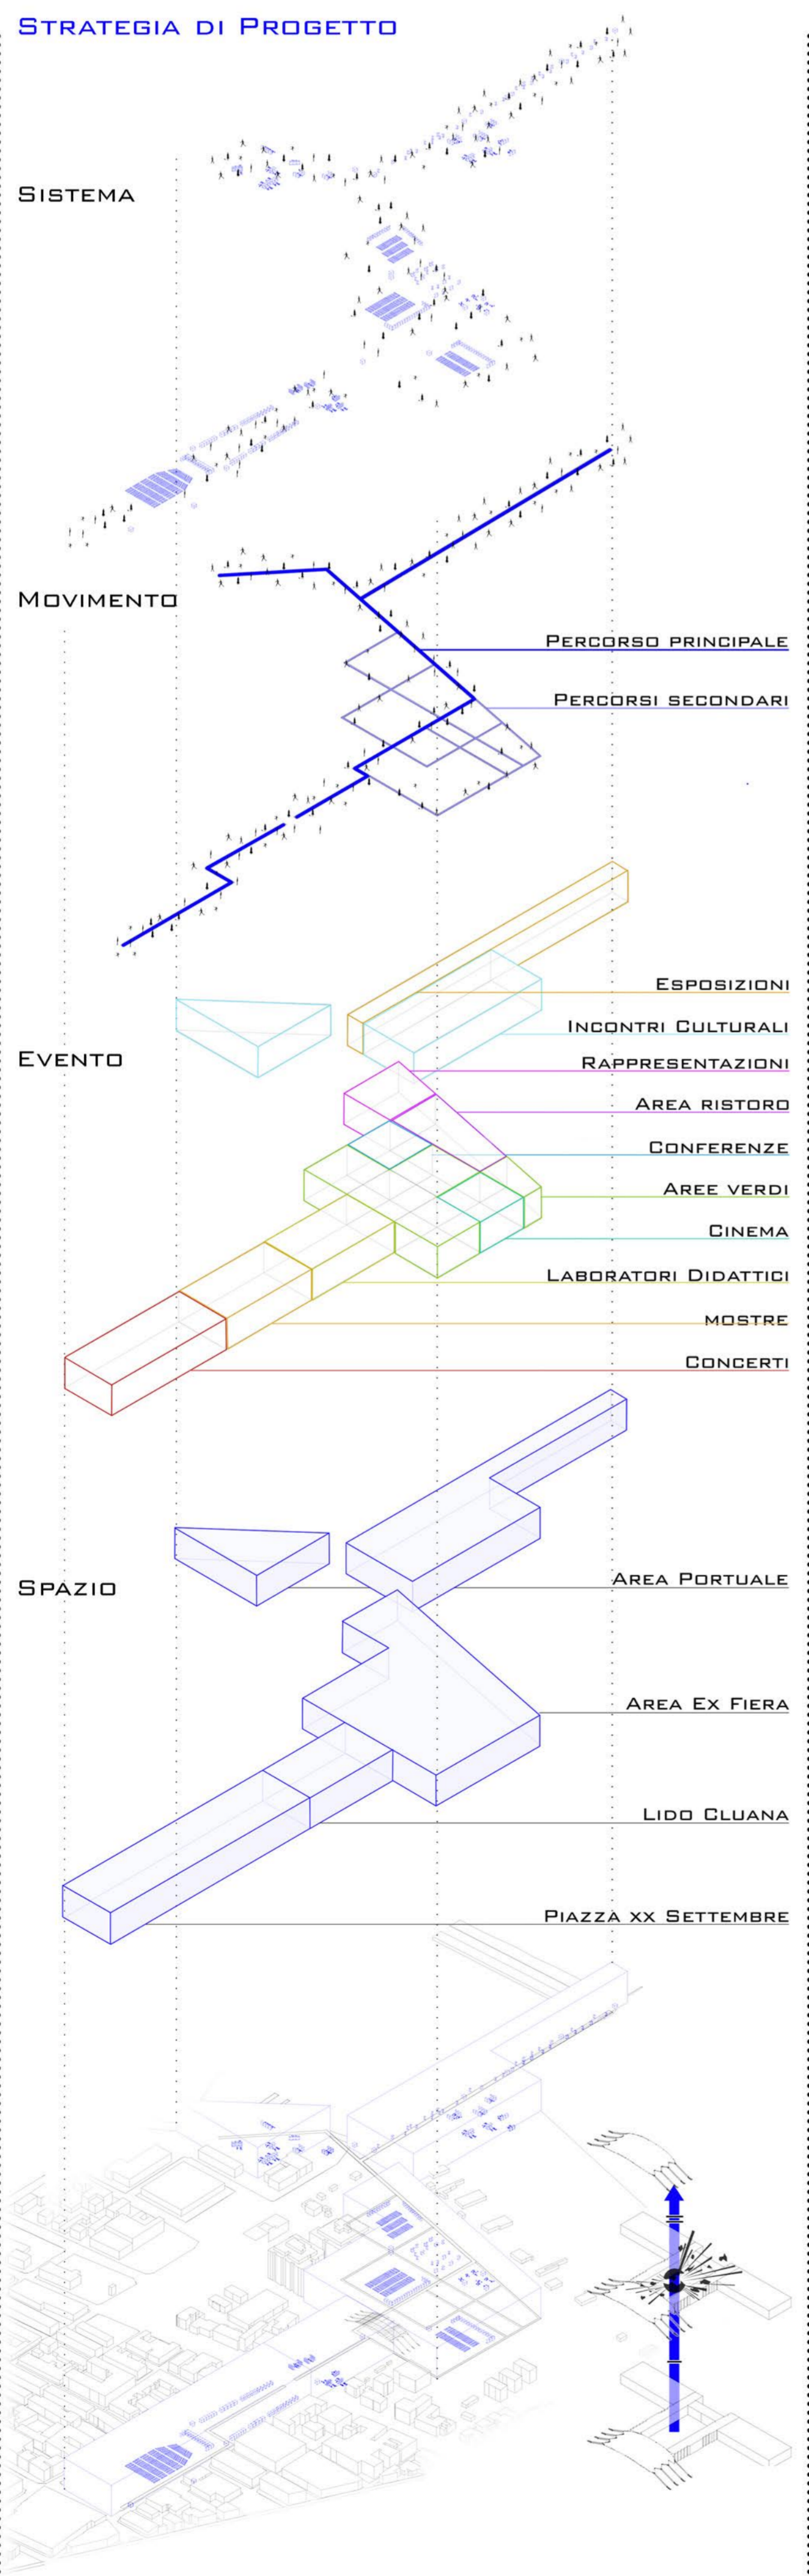 Strategia di Progetto
Sistema
Movimento
Percorso principale
Percorsi secondari
Esposizioni
Incontri Culturali
Evento
Rappresentazioni
Area ristoro
Conferenze
Aree verdi
Cinema
Laboratori Didattici
mostre
Concerti
Spazio
Area Portuale
Area Ex Fiera
Lido Cluana
Piazza xx Settembre